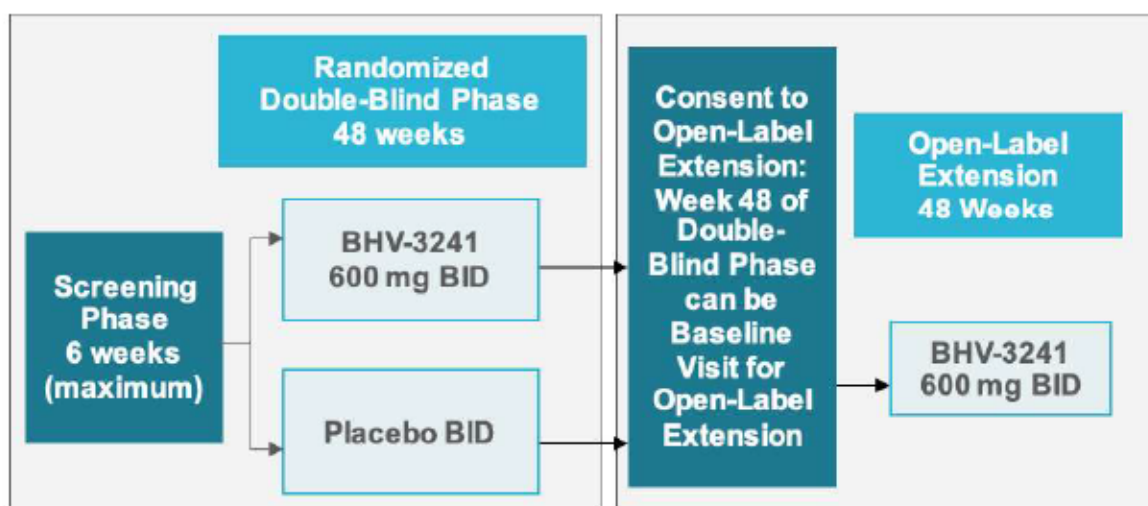 Randomized
Double-Blind Phase
48 weeks
Screening
Phase
6 weeks
(maximum)
BHV-3241
600 mg BID
Placebo BID
Consent to
Open-Label
Extension:
Week 48 of
Double-
Blind Phase
can be
Baseline
Visit for
Open-Label
Extension
Open-Label
Extension
48 Weeks
BHV-3241
600 mg BID